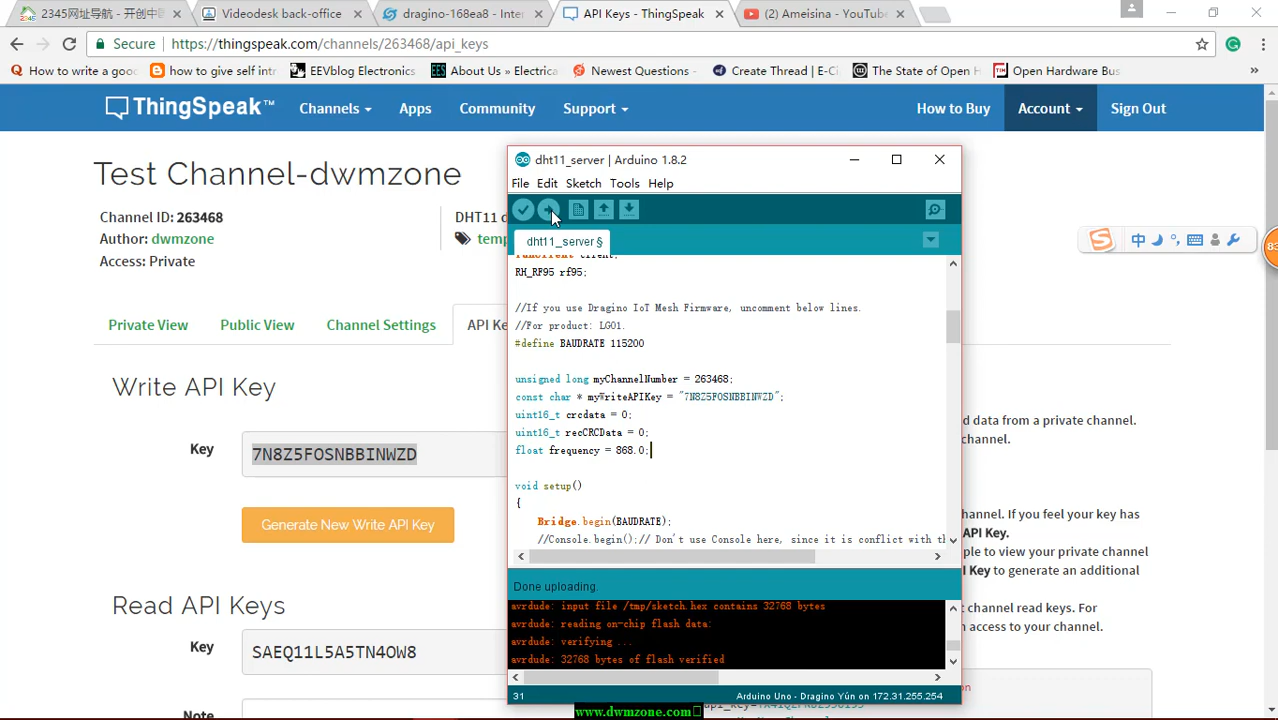 2345网址导航 - 开创中
Videodesk back-office
dragino-168ea8 - Inter
API Keys - ThingSpeak
(2) Ameisina - YouTub
Secure https://thingspeak.com/channels/263468/api_keys
How to write a good
how to give self int
EEVblog Electronics
EES About Us » Electrica
Newest Questions -
Create Thread | E-C
The State of Open H
TM Open Hardware Bus
ThingSpeak™ Channels Apps Community Support How to Buy Account Sign Out
Test Channel-dwmzone
Channel ID: 263468
Author: dwmzone
Access: Private
DHT11 d
temp
Private View Public View Channel Settings API Ke
Write API Key
Key 7N8Z5FOSNBBINWZD
Generate New Write API Key
Read API Keys
Key SAEQ11L5A5TN4OW8
Note
dht11_server | Arduino 1.8.2
File Edit Sketch Tools Help
dht11_server §
RH_RF95 rf95;
//If you use Dragino IoT Mesh Firmware, uncomment below lines.
//For product: LG01.
#define BAUDRATE 115200
unsigned long myChannelNumber = 263468;
const char * myWriteAPIKey = "7N8Z5FOSNBBINWZD";
uint16_t crcdata = 0;
uint16_t recCRCData = 0;
float frequency = 868.0;
void setup()
{
Bridge.begin(BAUDRATE);
//Console.begin();// Don't use Console here, since it is conflict with th
Done uploading.
avrdude: input file /tmp/sketch.hex contains 32768 bytes
avrdude: reading on-chip flash data:
avrdude: verifying ...
avrdude: 32768 bytes of flash verified
31 Arduino Uno - Dragino Yún on 172.31.255.254
www.dwmzone.com
中
d data from a private channel.
channel.
hannel. If you feel your key has
API Key.
ple to view your private channel
Key to generate an additional
t channel read keys. For
n access to your channel.